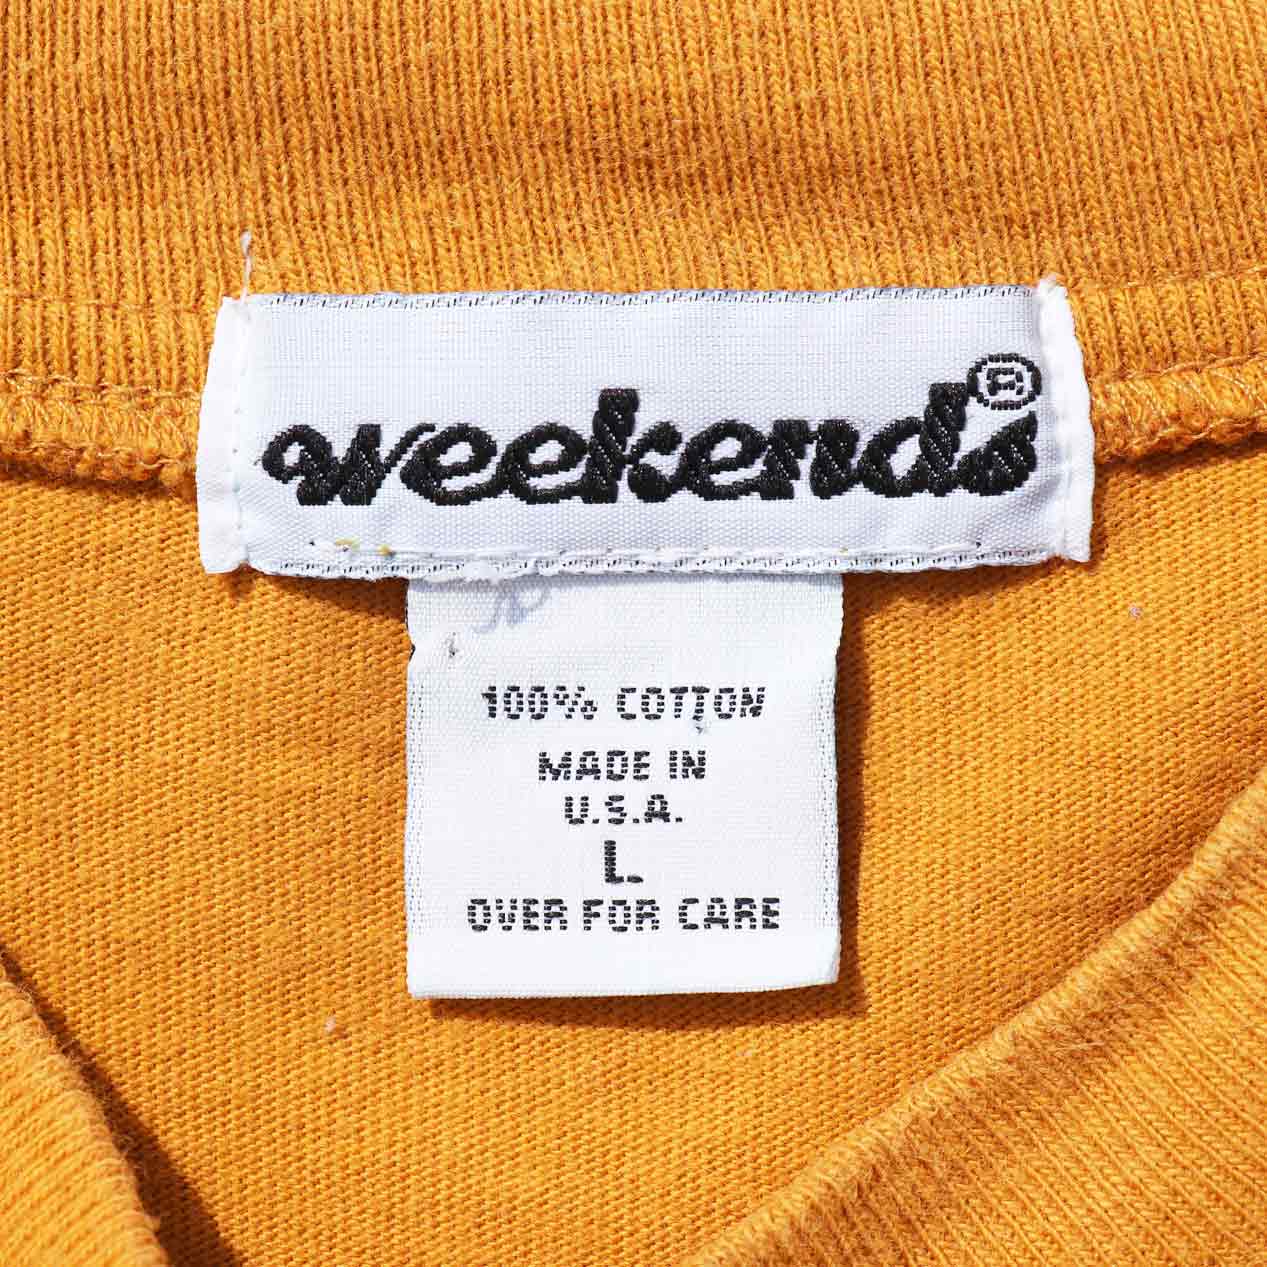 weekends®
100% COTTON
MADE IN
U.S.A.
L
OVER FOR CARE